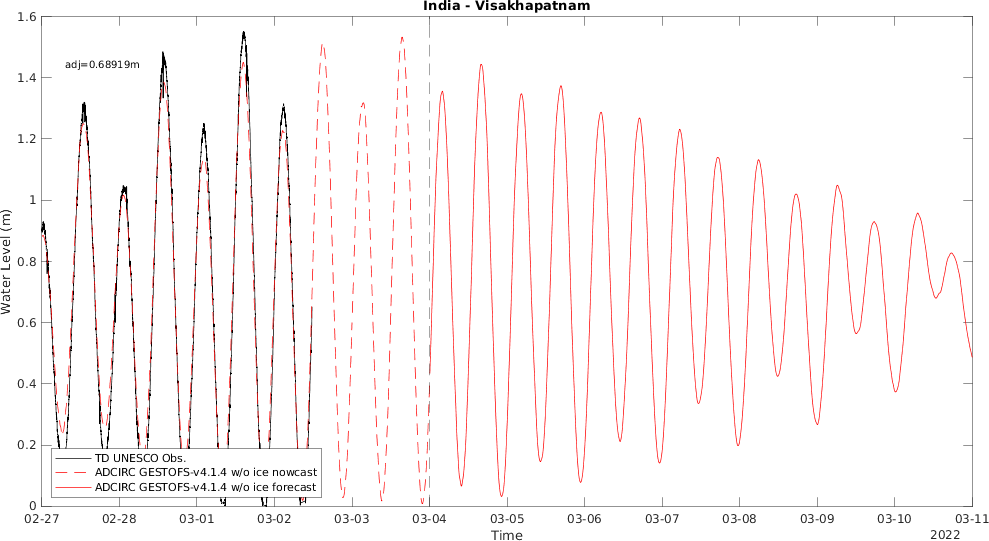 India - Visakhapatnam
adj=0.68919m
Water Level (m)
1.6
1.4
1.2
1
0.8
0.6
0.4
0.2
0
TD UNESCO Obs.
ADCIRC GESTOFS-v4.1.4 w/o ice nowcast
ADCIRC GESTOFS-v4.1.4 w/o ice forecast
02-27 02-28 03-01 03-02 03-03 03-04 03-05 03-06 03-07 03-08 03-09 03-10 03-11
Time
2022